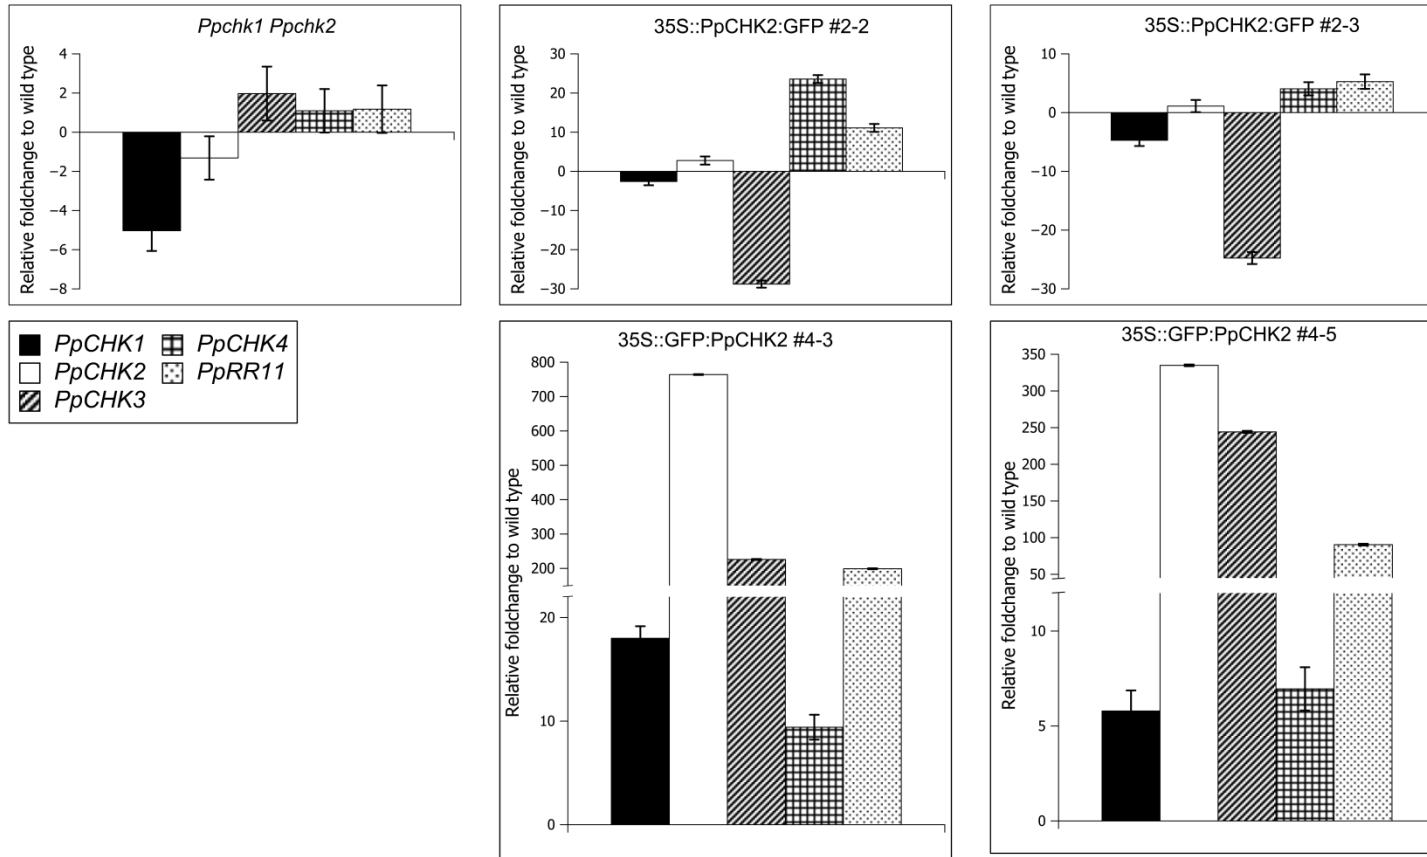 Ppchk1 Ppchk2
Relative foldchange to wild type
4
2
0
−2
−4
−6
−8
35S::PpCHK2:GFP #2-2
Relative foldchange to wild type
30
20
10
0
−10
−20
−30
35S::PpCHK2:GFP #2-3
Relative foldchange to wild type
10
0
−10
−20
−30
PpCHK1
PpCHK4
PpCHK2
PpRR11
PpCHK3
35S::GFP:PpCHK2 #4-3
Relative foldchange to wild type
800
700
600
500
400
300
200
20
10
0
35S::GFP:PpCHK2 #4-5
Relative foldchange to wild type
350
300
250
200
150
100
50
10
5
0